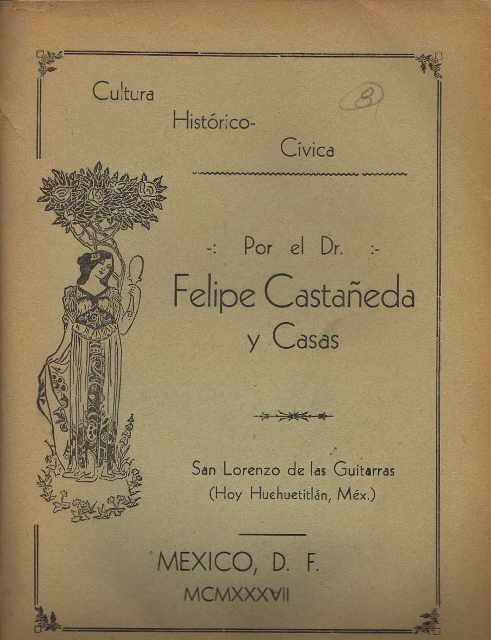 Cultura
8
Histórico-
Cívica
-: Por el Dr. :-
Felipe Castañeda
y Casas
San Lorenzo de las Guitarras
(Hoy Huehuetitlán, Méx.)
MEXICO, D. F.
MCMXXXVII